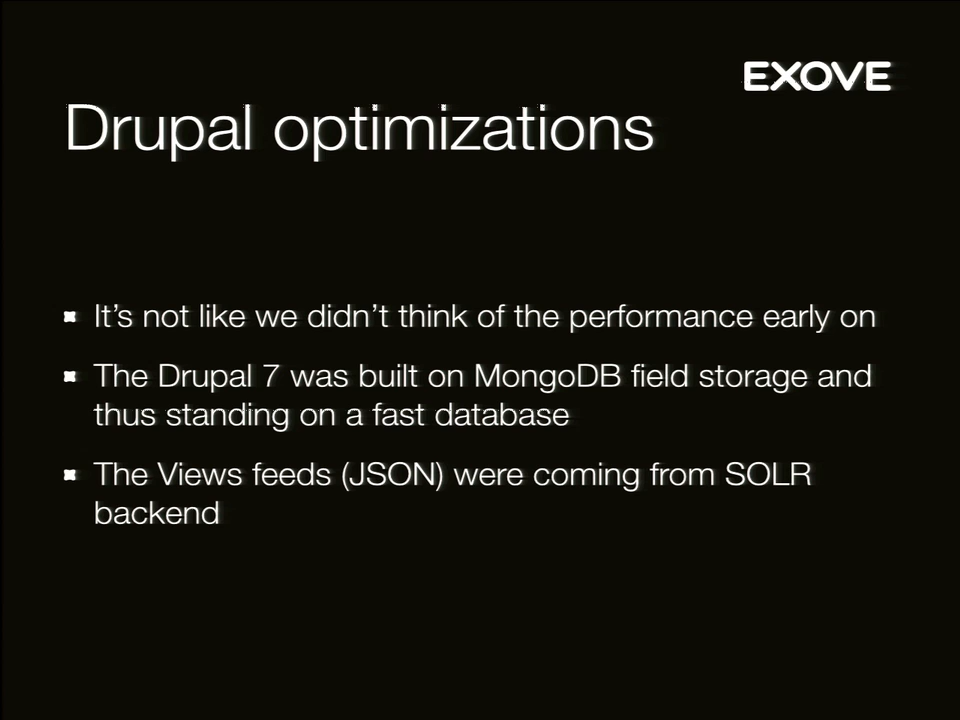 EXOVE
Drupal optimizations
It's not like we didn't think of the performance early on
The Drupal 7 was built on MongoDB field storage and
thus standing on a fast database
The Views feeds (JSON) were coming from SOLR
backend